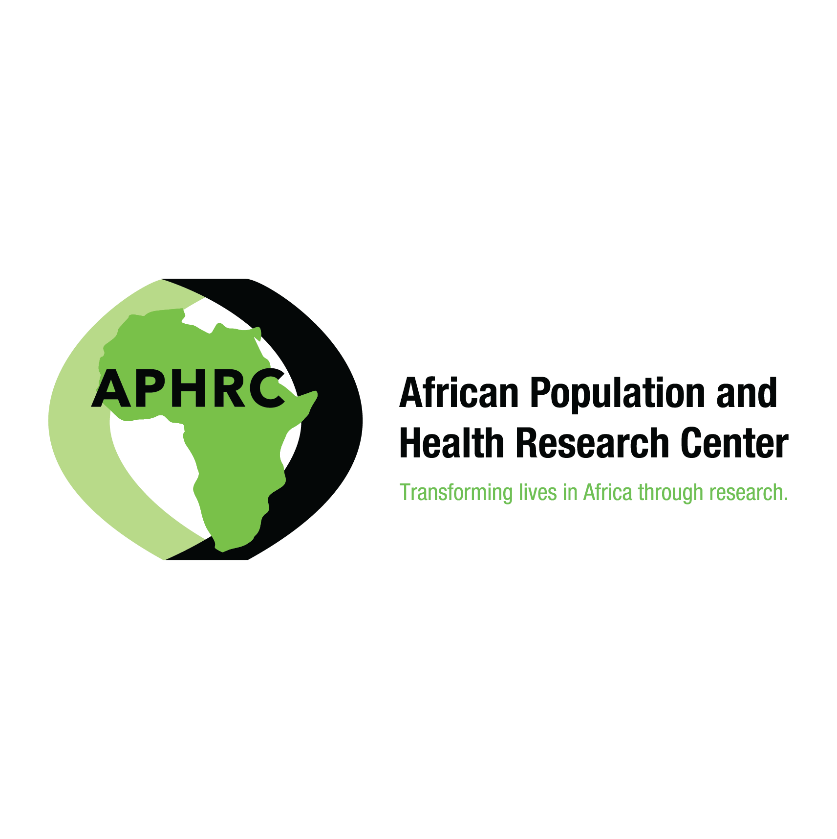 APHRC
African Population and
Health Research Center
Transforming lives in Africa through research.